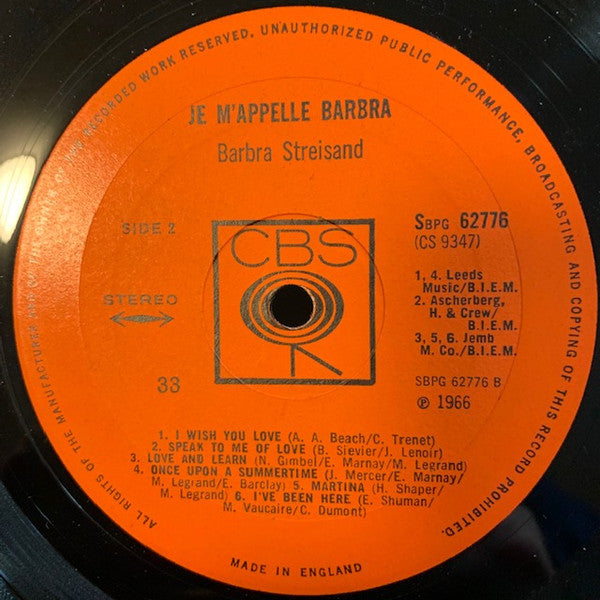 ALL RIGHTS OF THE MANUFACTURER AND OF THE OWNER OF THE RECORDED WORK RESERVED. UNAUTHORIZED PUBLIC PERFORMANCE, BROADCASTING AND COPYING OF THIS RECORD PROHIBITED.
JE M'APPELLE BARBRA
Barbra Streisand
SIDE 2
STEREO
33
CBS
SBPG 62776
(CS 9347)
1, 4. Leeds
Music/B.I.E.M.
2. Ascherberg,
H. & Crew/
B.I.E.M.
3, 5, 6. Jemb
M. Co./B.I.E.M.
SBPG 62776 B
℗ 1966
1. I WISH YOU LOVE (A. A. Beach/C. Trenet)
2. SPEAK TO ME OF LOVE (B. Sievier/J. Lenoir)
3. LOVE AND LEARN (N. Gimbel/E. Marnay/M. Legrand)
4. ONCE UPON A SUMMERTIME (J. Mercer/E. Marnay/
M. Legrand/E. Barclay) 5. MARTINA (H. Shaper/
M. Legrand) 6. I'VE BEEN HERE (E. Shuman/
M. Vaucaire/C. Dumont)
MADE IN ENGLAND